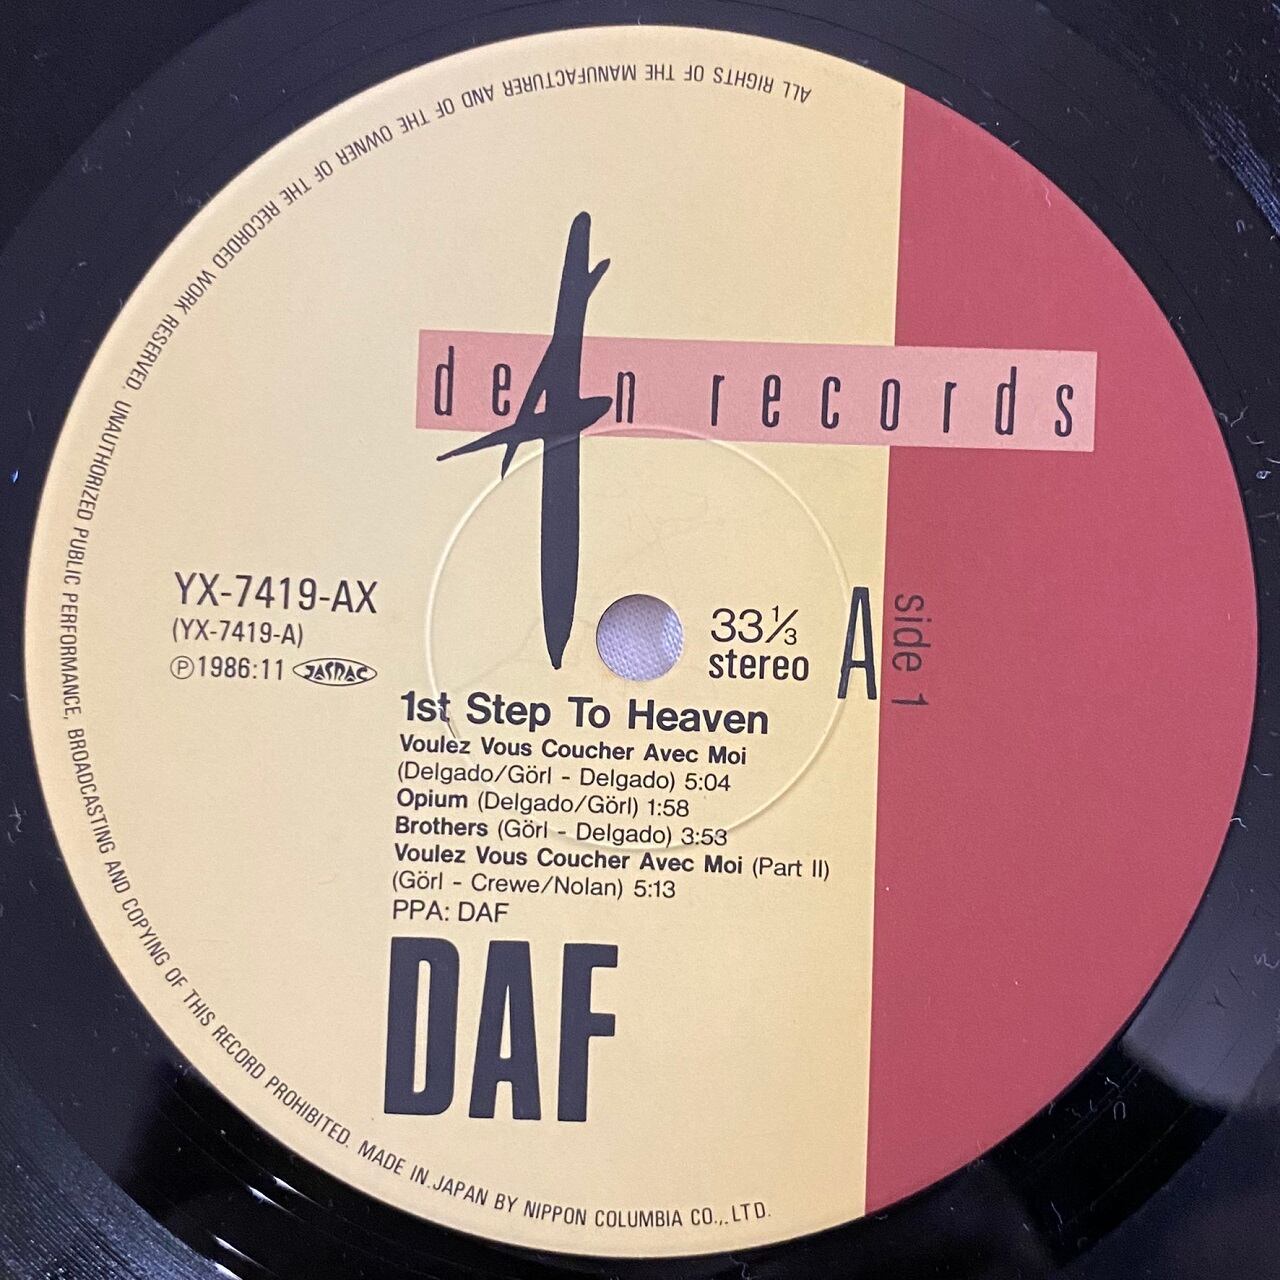 ALL RIGHTS OF THE MANUFACTURER AND OF THE OWNER OF THE RECORDED WORK RESERVED. UNAUTHORIZED PUBLIC PERFORMANCE, BROADCASTING AND COPYING OF THIS RECORD PROHIBITED. MADE IN JAPAN BY NIPPON COLUMBIA CO., LTD.
dean records
YX-7419-AX
(YX-7419-A)
Ⓟ1986:11 JASRAC
33⅓
stereo
A
side 1
1st Step To Heaven
Voulez Vous Coucher Avec Moi
(Delgado/Görl - Delgado) 5:04
Opium (Delgado/Görl) 1:58
Brothers (Görl - Delgado) 3:53
Voulez Vous Coucher Avec Moi (Part II)
(Görl - Crewe/Nolan) 5:13
PPA: DAF
DAF